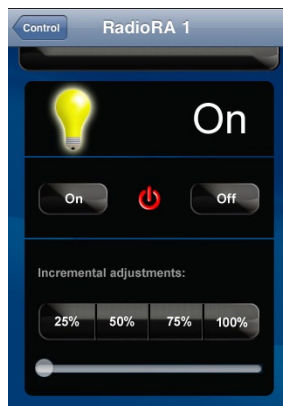 Control RadioRA 1
On
On Off
Incremental adjustments:
25% 50% 75% 100%